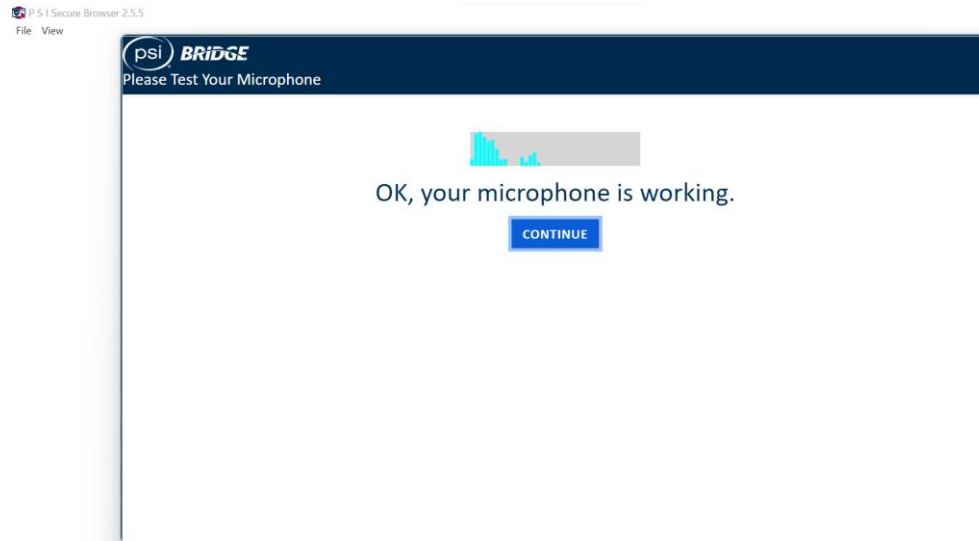 P S I Secure Browser 2.5.5
File View
psi BRIDGE
Please Test Your Microphone
OK, your microphone is working.
CONTINUE